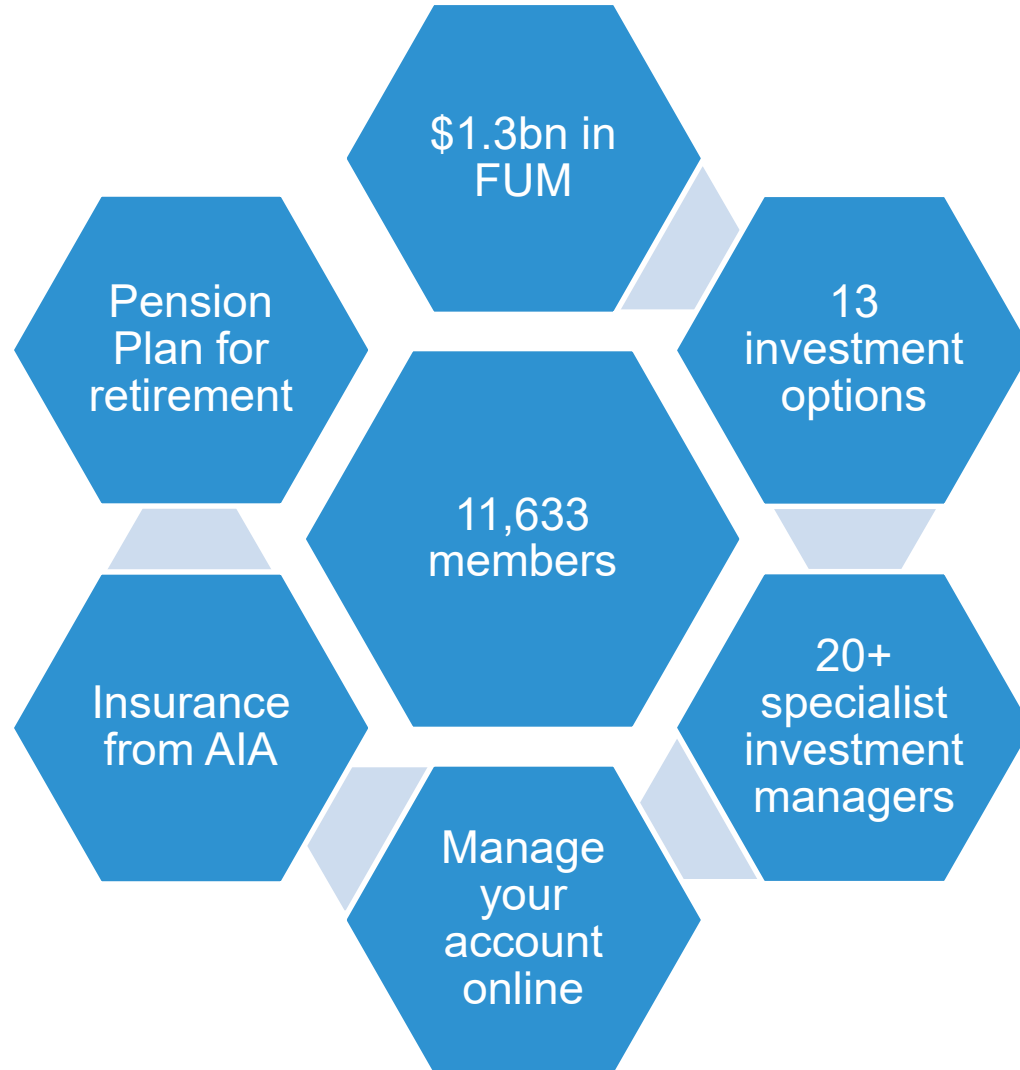 $1.3bn in
FUM
13
investment
options
20+
specialist
investment
managers
Manage
your
account
online
Insurance
from AIA
Pension
Plan for
retirement
11,633
members